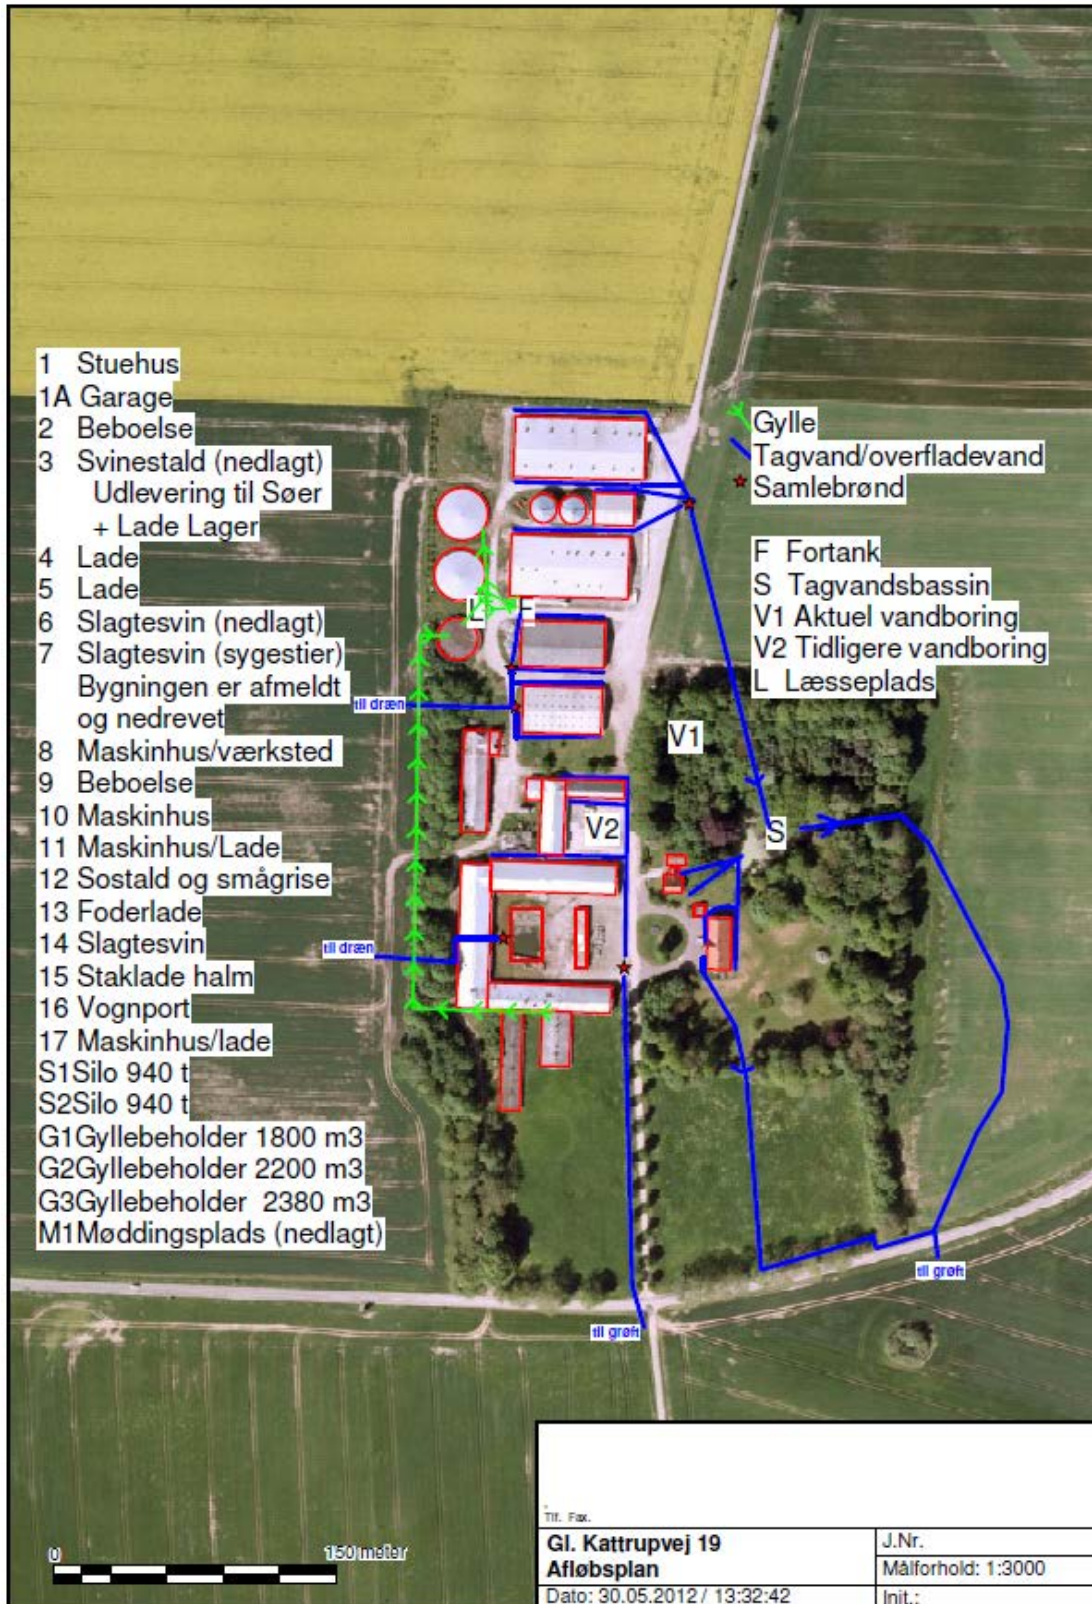 1 Stuehus
1A Garage
2 Beboelse
3 Svinestald (nedlagt)
Udlevering til Søer
+ Lade Lager
4 Lade
5 Lade
6 Slagtesvin (nedlagt)
7 Slagtesvin (sygestier)
Bygningen er afmeldt
og nedrevet
8 Maskinhus/værksted
9 Beboelse
10 Maskinhus
11 Maskinhus/Lade
12 Sostald og smågrise
13 Foderlade
14 Slagtesvin
15 Staklade halm
16 Vognport
17 Maskinhus/lade
S1Silo 940 t
S2Silo 940 t
G1Gyllebeholder 1800 m3
G2Gyllebeholder 2200 m3
G3Gyllebeholder 2380 m3
M1Møddingsplads (nedlagt)
Gylle
Tagvand/overfladevand
Samlebrønd
F Fortank
S Tagvandsbassin
V1 Aktuel vandboring
V2 Tidligere vandboring
L Læsseplads
L
F
til dræn
V1
V2
S
til dræn
til grøft
til grøft
0 150 meter
Tlf. Fax.
Gl. Kattrupvej 19
Afløbsplan
J.Nr.
Målforhold: 1:3000
Dato: 30.05.2012 / 13:32:42
Init.: